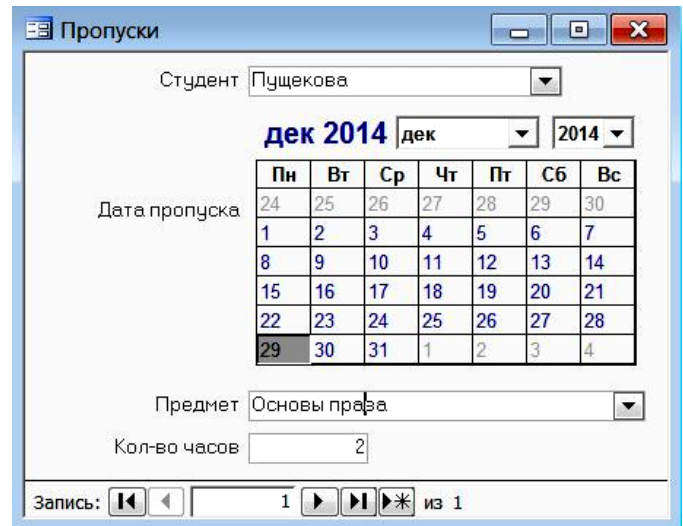 Пропуски
Студент Пущекова
дек 2014 дек 2014
Пн Вт Ср Чт Пт Сб Вс
Дата пропуска
24 25 26 27 28 29 30
1 2 3 4 5 6 7
8 9 10 11 12 13 14
15 16 17 18 19 20 21
22 23 24 25 26 27 28
29 30 31 1 2 3 4
Предмет Основы права
Кол-во часов 2
Запись: 1 из 1